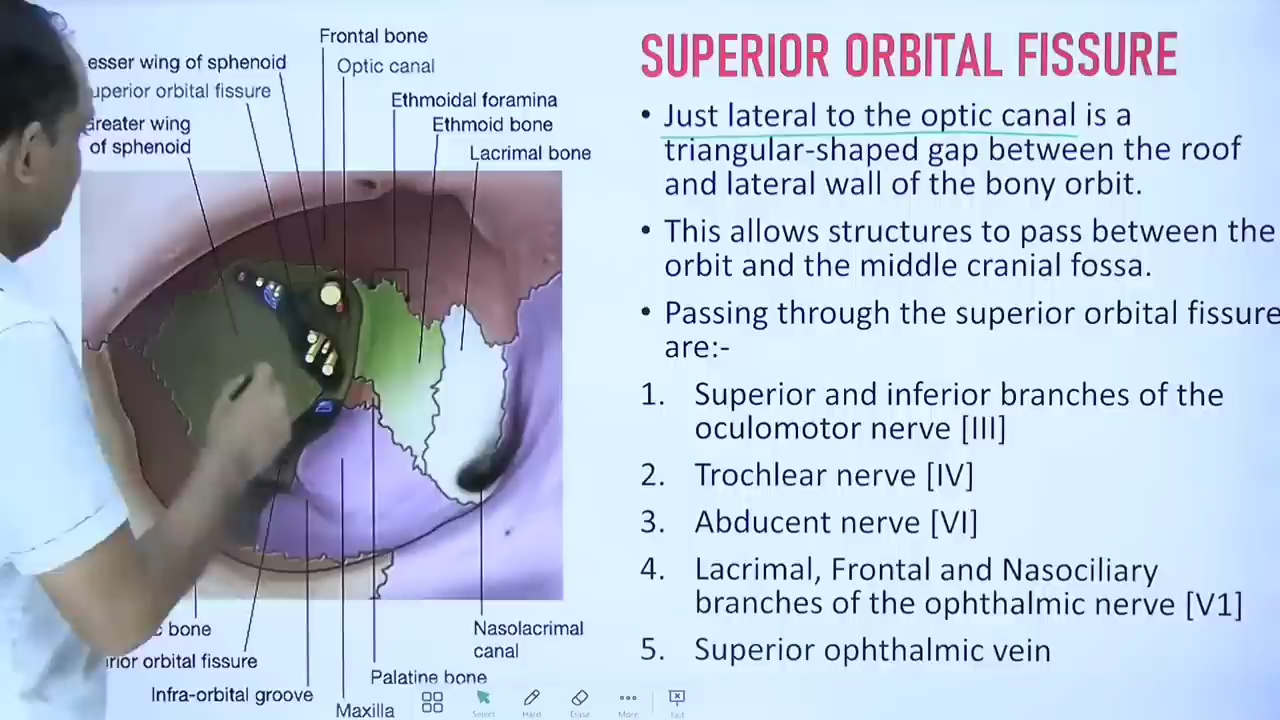 Frontal bone
esser wing of sphenoid
Optic canal
uperior orbital fissure
Ethmoidal foramina
reater wing
of sphenoid
Ethmoid bone
Lacrimal bone
bone
rior orbital fissure
Infra-orbital groove
Maxilla
Palatine bone
Nasolacrimal
canal
SUPERIOR ORBITAL FISSURE
• Just lateral to the optic canal is a
triangular-shaped gap between the roof
and lateral wall of the bony orbit.
• This allows structures to pass between the
orbit and the middle cranial fossa.
• Passing through the superior orbital fissure
are:-
1. Superior and inferior branches of the
oculomotor nerve [III]
2. Trochlear nerve [IV]
3. Abducent nerve [VI]
4. Lacrimal, Frontal and Nasociliary
branches of the ophthalmic nerve [V1]
5. Superior ophthalmic vein
Select Erase More Exit